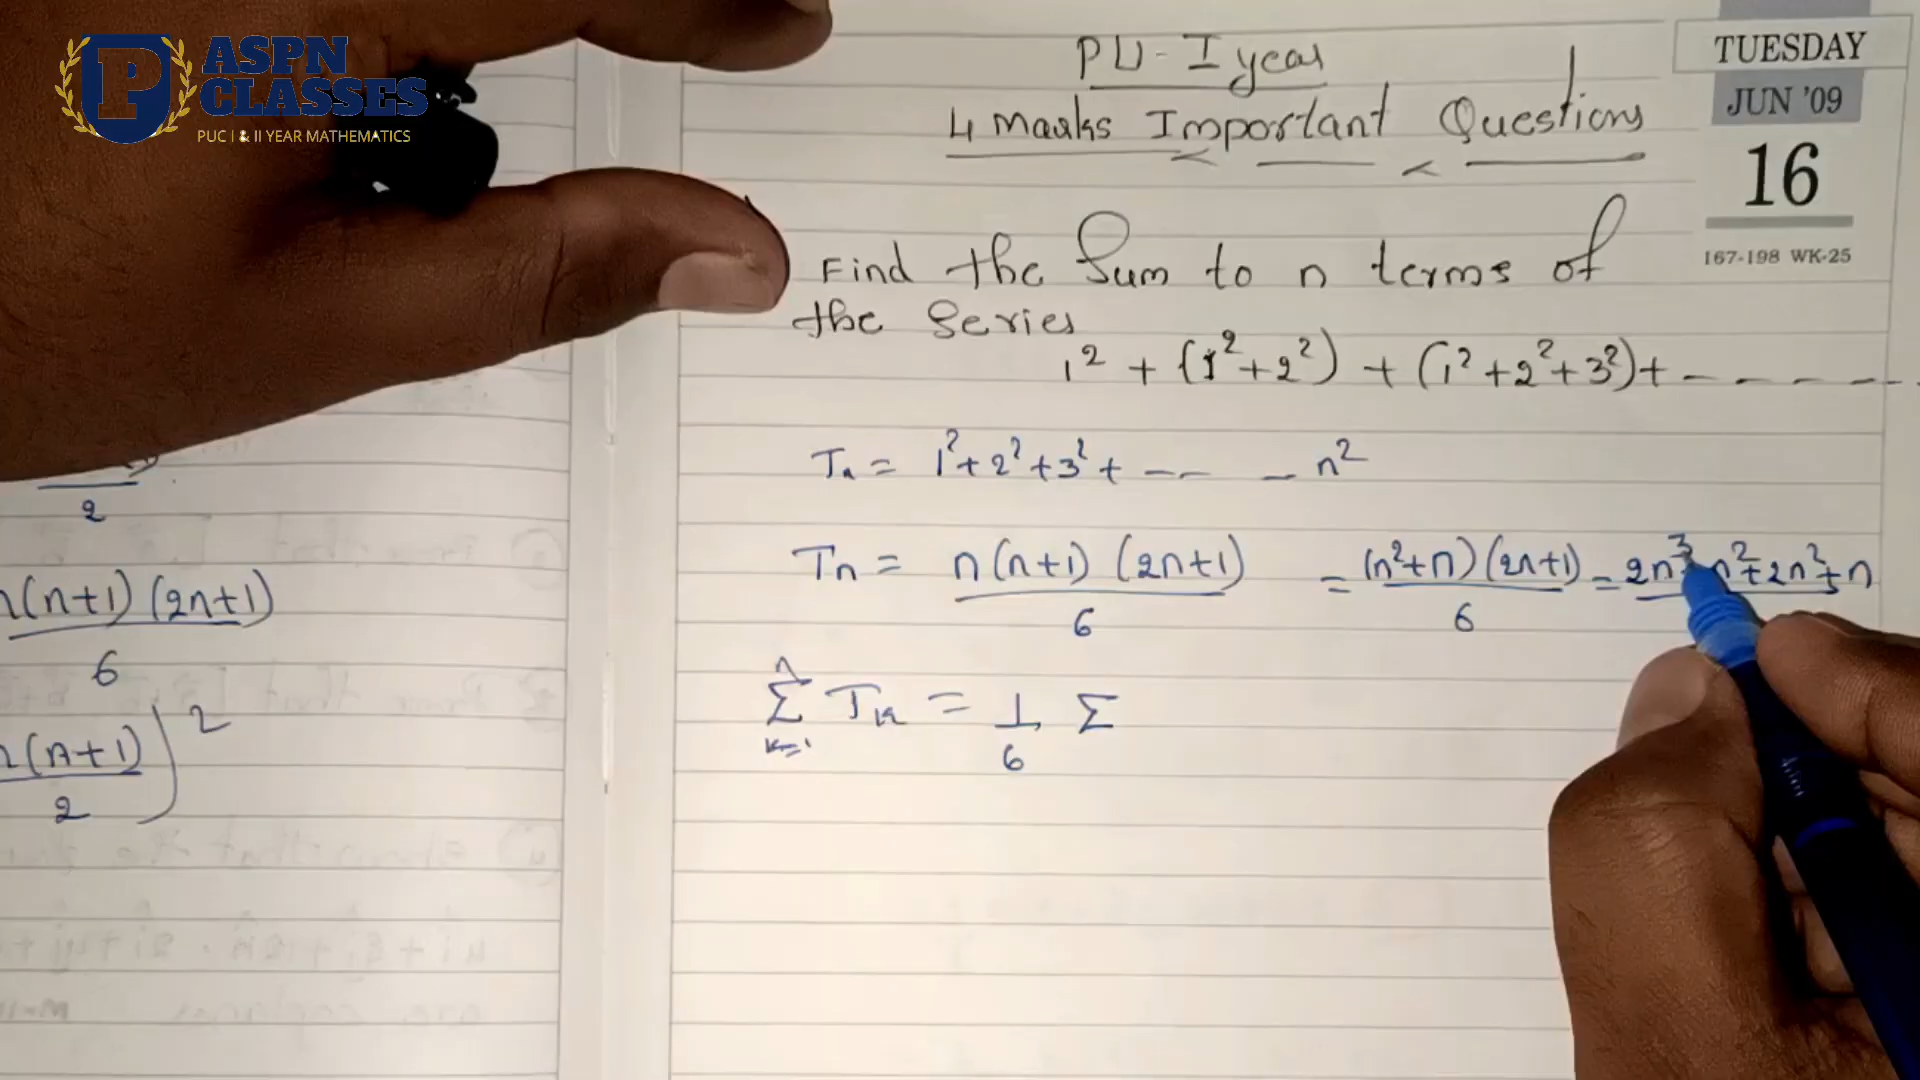 ASPN
CLASSES
PUC I & II YEAR MATHEMATICS
P
TUESDAY
JUN '09
16
167-198 WK-25
PU - I year
4 Marks Important Questions
Find the Sum to n terms of
the Series
1² + (1²+2²) + (1²+2²+3²)+ - - - - -
Tn = 1²+2²+3²+ - - - n²
Tn = n(n+1)(2n+1)/6 = (n²+n)(2n+1)/6 = 2n³ n²+2n²+n
n Σ k=1 Tk = 1/6 Σ
2
(n+1)(2n+1)
6
(n+1) ) 2
2